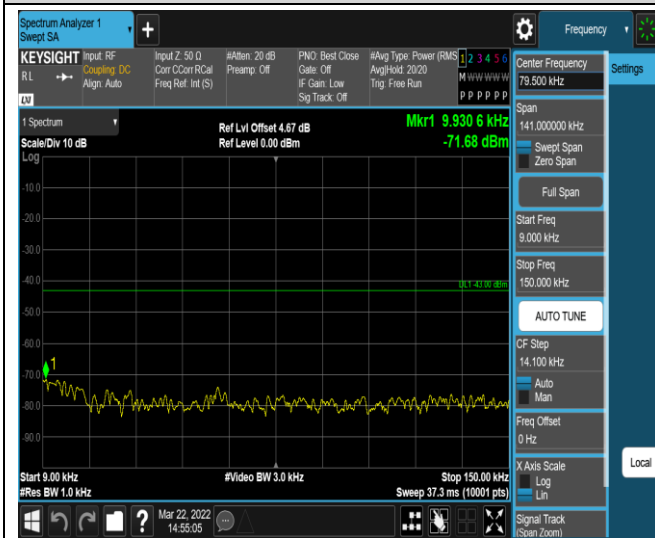 Spectrum Analyzer 1
Swept SA
+
Frequency
KEYSIGHT
RL
LXI
Input: RF
Coupling: DC
Align: Auto
Input Z: 50 Ω
Corr CCorr RCal
Freq Ref: Int (S)
#Atten: 20 dB
Preamp: Off
PNO: Best Close
Gate: Off
IF Gain: Low
Sig Track: Off
#Avg Type: Power (RMS
Avg|Hold: 20/20
Trig: Free Run
1 2 3 4 5 6
M W W W W W
P P P P P P
1 Spectrum
Scale/Div 10 dB
Log
Ref Lvl Offset 4.67 dB
Ref Level 0.00 dBm
Mkr1 9.930 6 kHz
-71.68 dBm
-10.0
-20.0
-30.0
-40.0
-50.0
-60.0
-70.0
-80.0
-90.0
DL1 -43.00 dBm
1
Start 9.00 kHz
#Res BW 1.0 kHz
#Video BW 3.0 kHz
Stop 150.00 kHz
Sweep 37.3 ms (10001 pts)
?
Mar 22, 2022
14:55:05
Center Frequency
79.500 kHz
Span
141.000000 kHz
Swept Span
Zero Span
Full Span
Start Freq
9.000 kHz
Stop Freq
150.000 kHz
AUTO TUNE
CF Step
14.100 kHz
Auto
Man
Freq Offset
0 Hz
X Axis Scale
Log
Lin
Signal Track
(Span Zoom)
Settings
Local